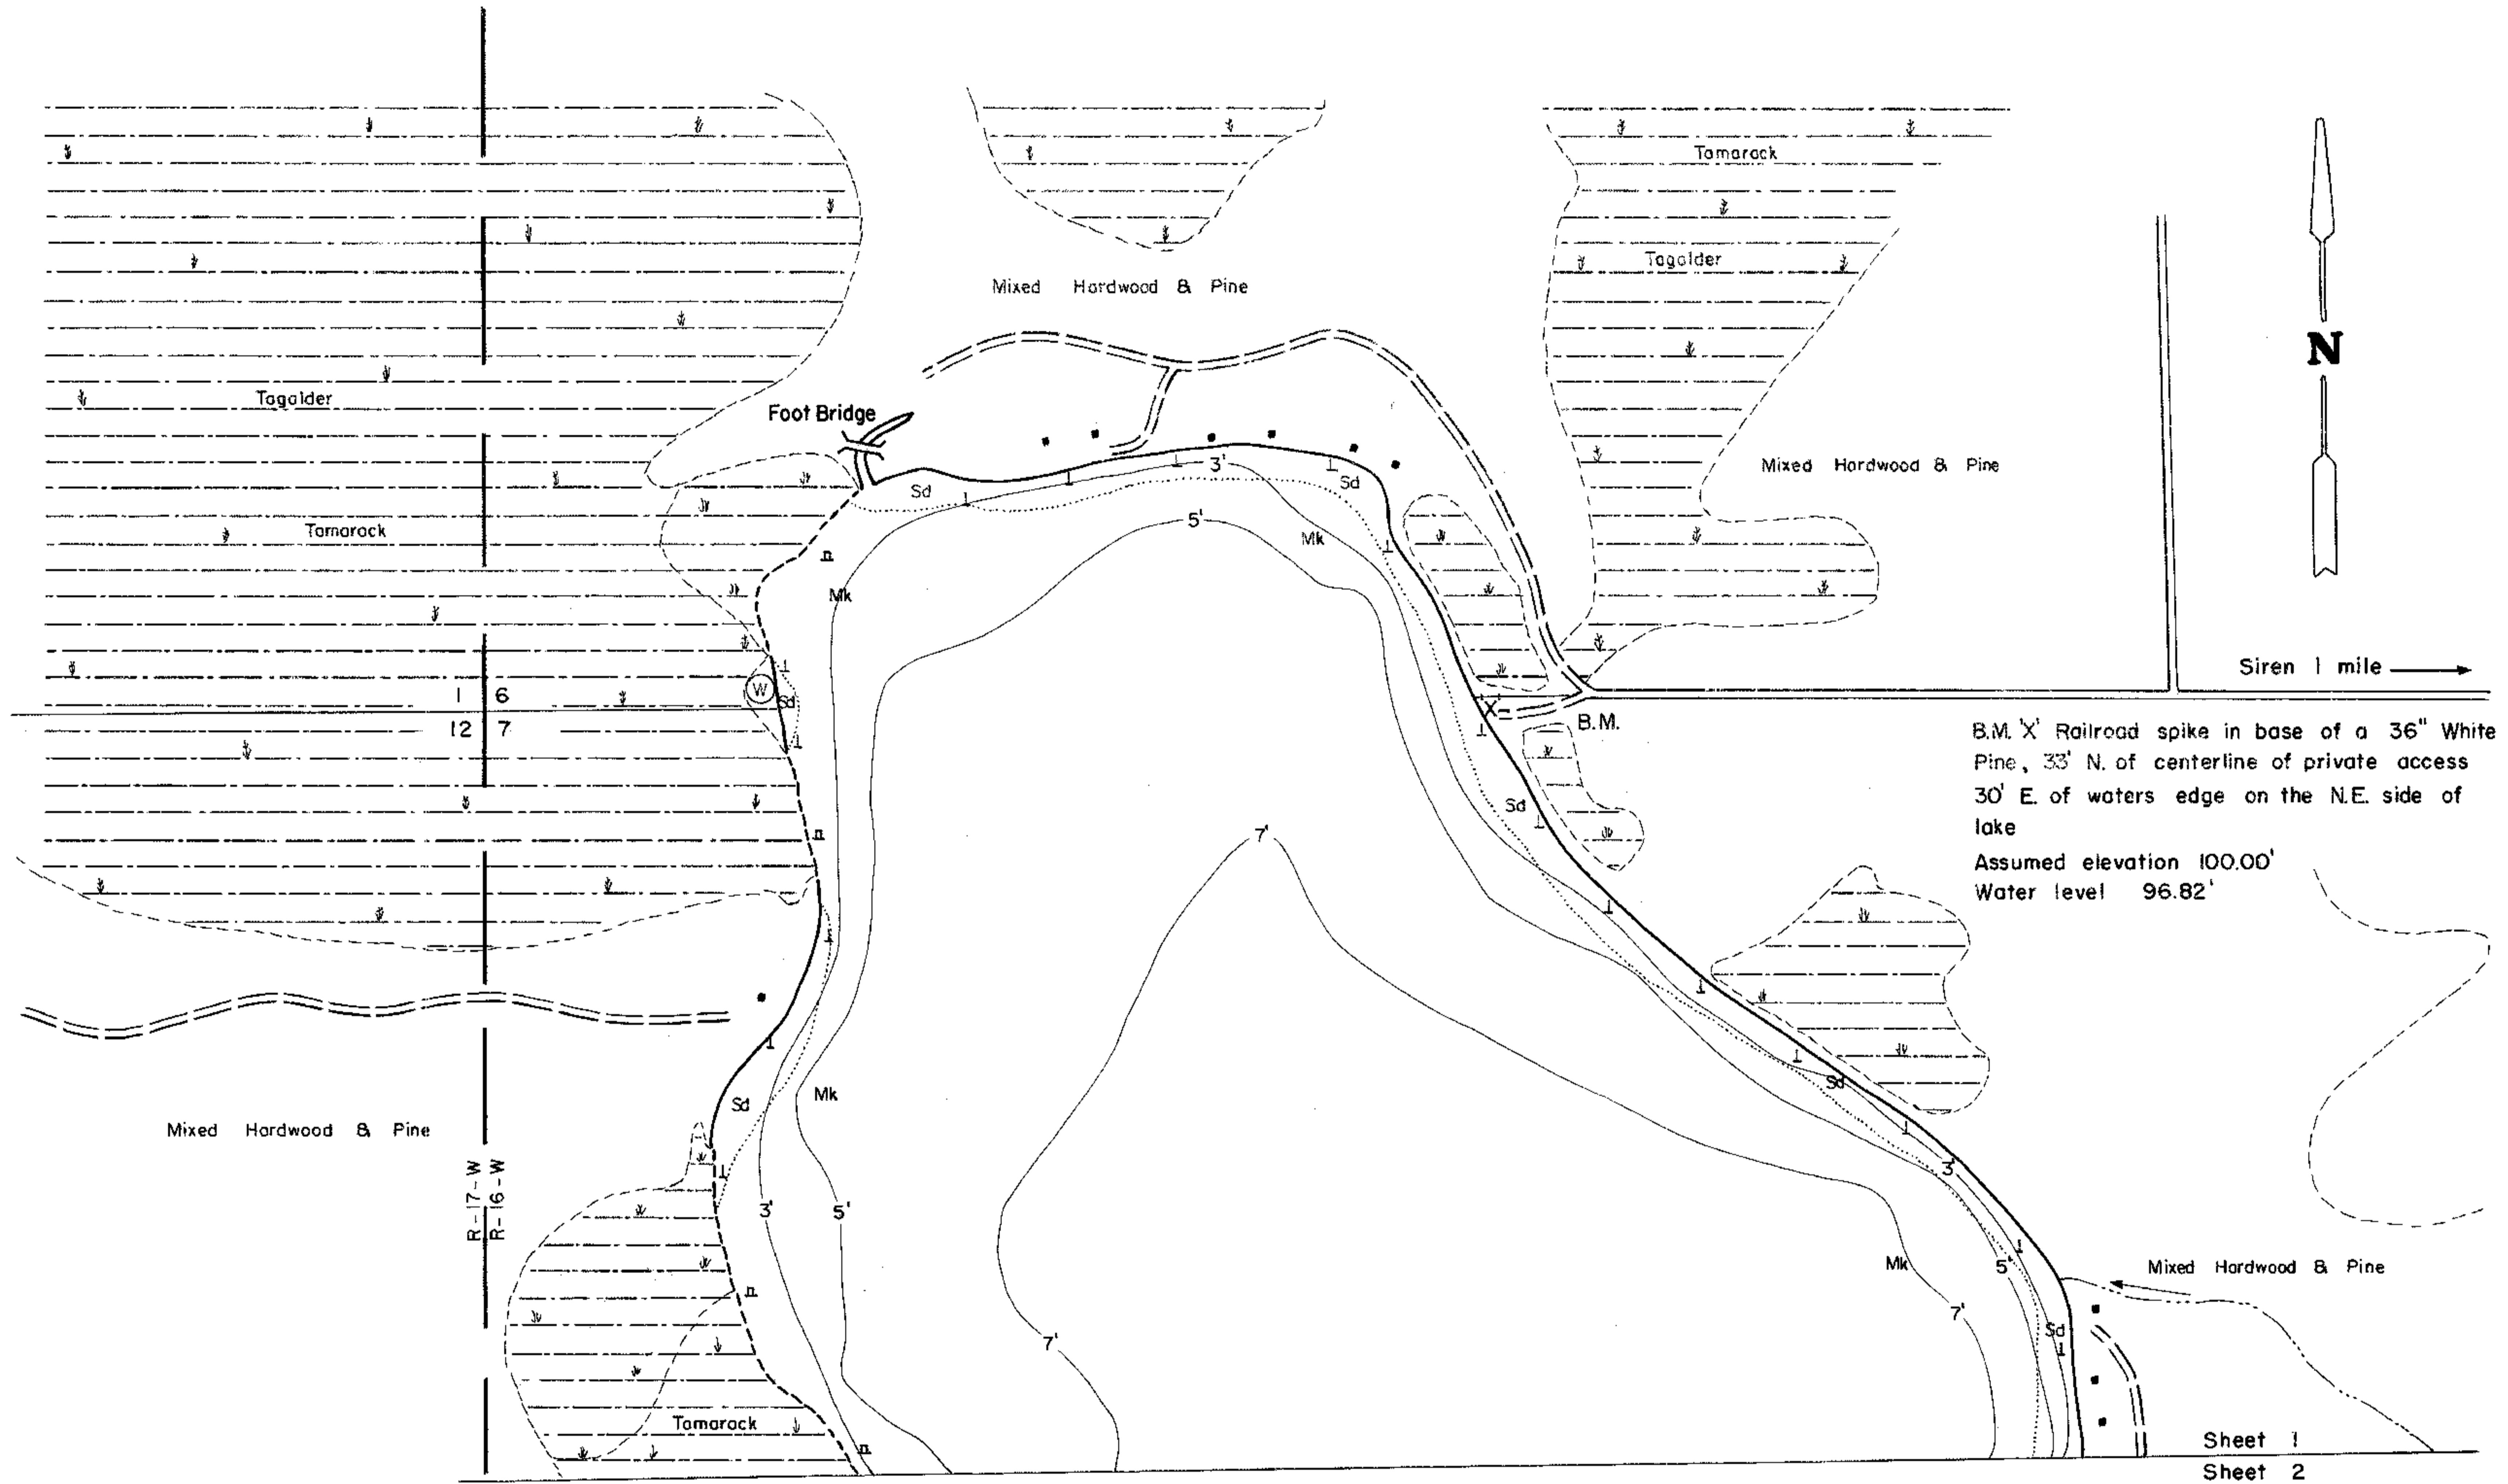 Tamarack
Tagalder
Mixed Hardwood & Pine
N
Tagalder
Foot Bridge
3'
Sd
Sd
Mixed Hardwood & Pine
5'
Tamarack
Mk
Mk
Siren 1 mile
1 6
W
Sd
12 7
X
B.M.
B.M. 'X' Railroad spike in base of a 36" White
Pine, 33' N. of centerline of private access
30' E. of waters edge on the N.E. side of
lake
Assumed elevation 100.00'
Water level 96.82'
Sd
7'
Sd
Mk
Sd
Mixed Hardwood & Pine
R-17-W
R-16-W
3'
3'
5'
Mk
5'
Mixed Hardwood & Pine
7'
7'
Sd
Tamarack
Sheet 1
Sheet 2